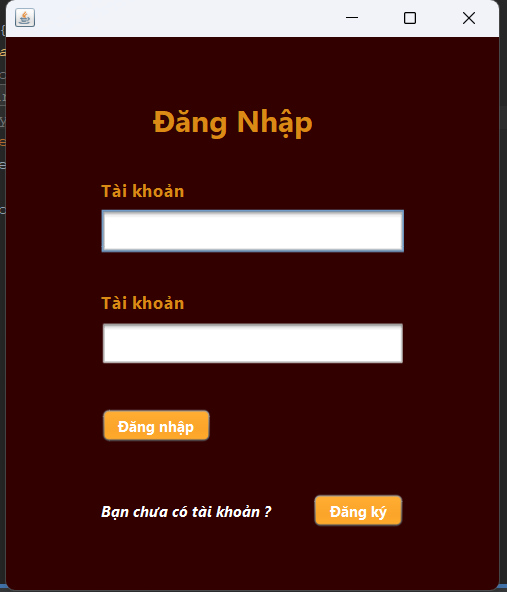 Đăng Nhập
Tài khoản
Tài khoản
Đăng nhập
Bạn chưa có tài khoản ? Đăng ký